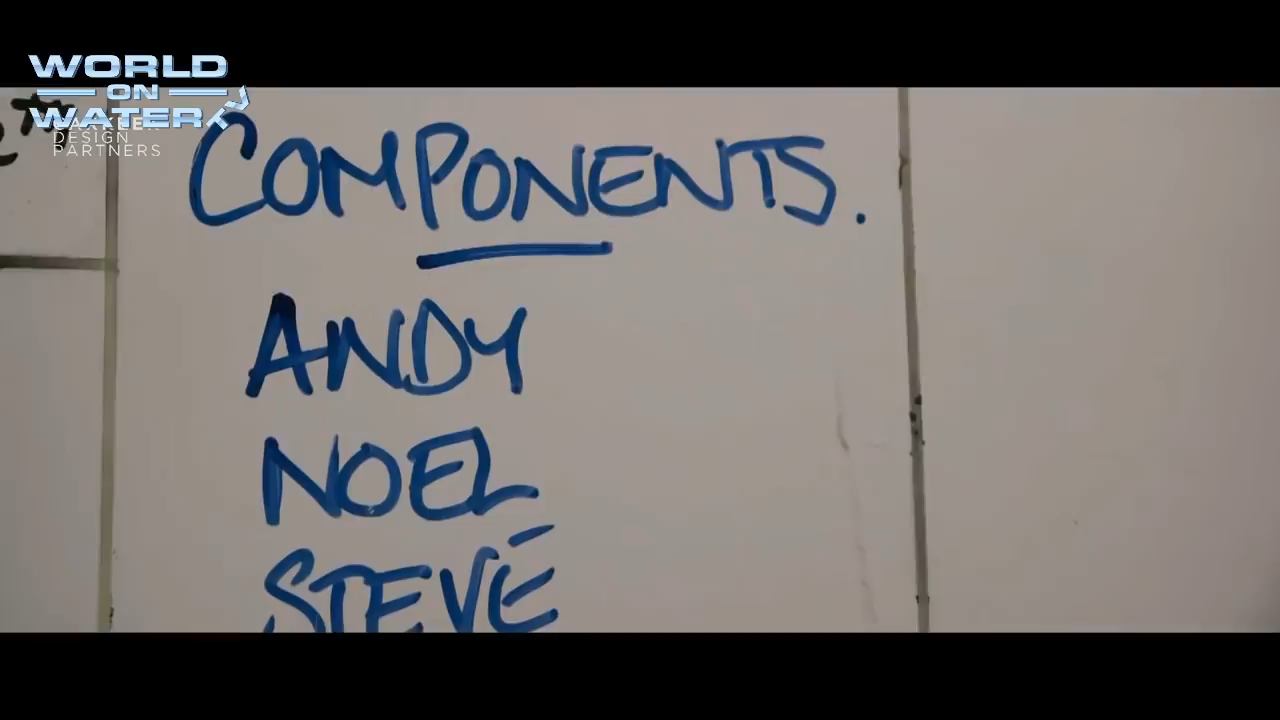 WORLD
ON
WATER
DESIGN
PARTNERS
COMPONENTS.
ANDY
NOEL
STEVE